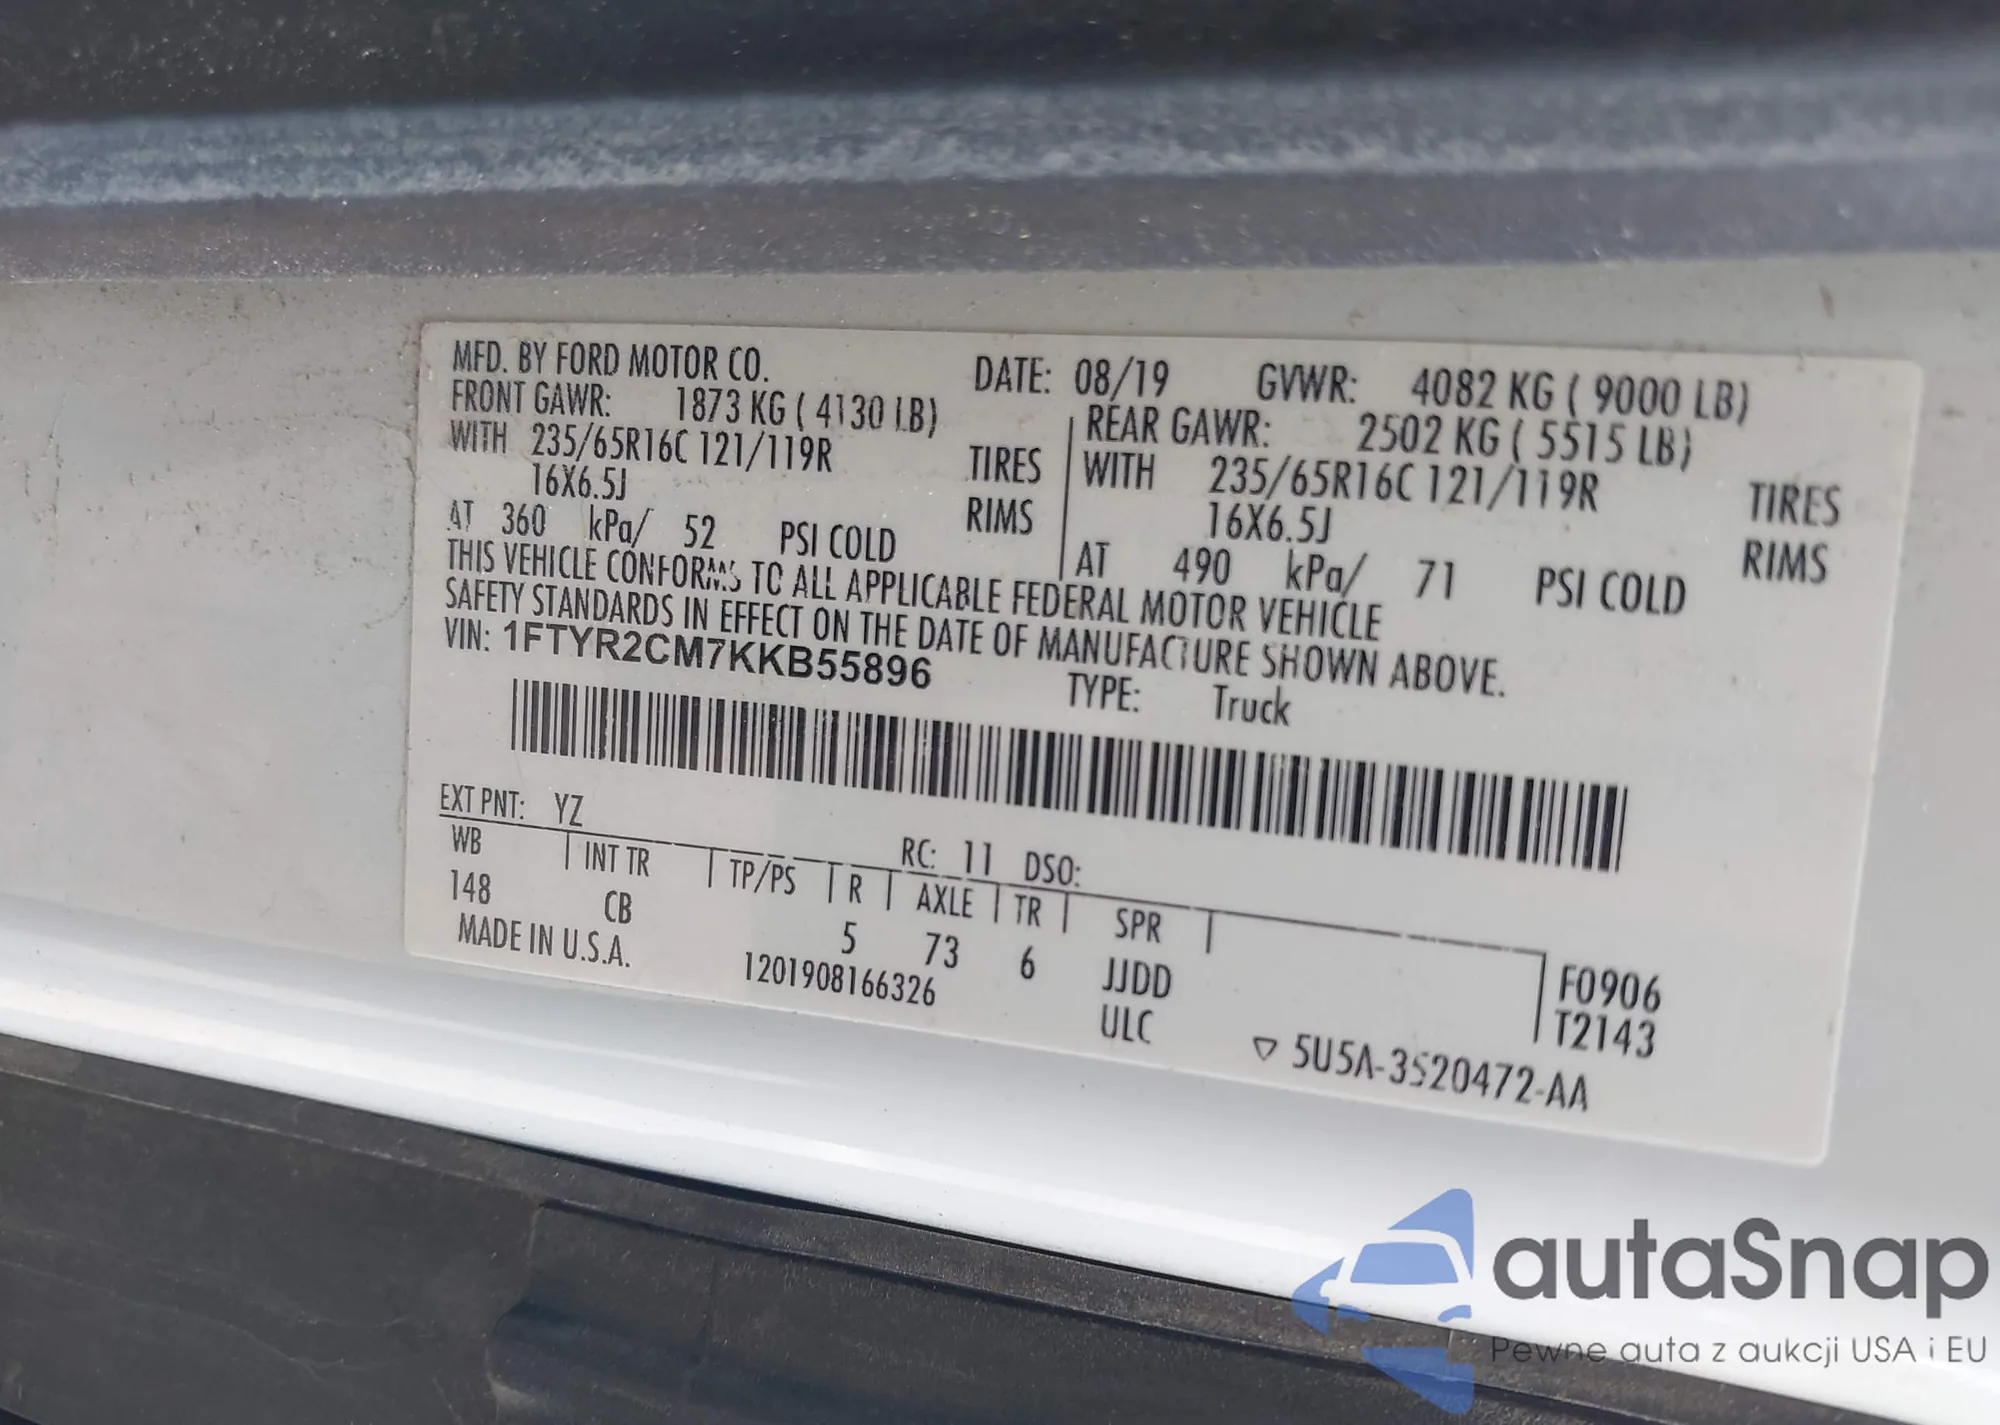 MFD. BY FORD MOTOR CO. DATE: 08/19 GVWR: 4082 KG ( 9000 LB)
FRONT GAWR: 1873 KG ( 4130 LB) REAR GAWR: 2502 KG ( 5515 LB)
WITH 235/65R16C 121/119R TIRES WITH 235/65R16C 121/119R TIRES
16X6.5J RIMS 16X6.5J RIMS
AT 360 kPa/ 52 PSI COLD AT 490 kPa/ 71 PSI COLD
THIS VEHICLE CONFORMS TO ALL APPLICABLE FEDERAL MOTOR VEHICLE
SAFETY STANDARDS IN EFFECT ON THE DATE OF MANUFACTURE SHOWN ABOVE.
VIN: 1FTYR2CM7KKB55896 TYPE: Truck
EXT PNT: YZ RC: 11 DSO:
WB INT TR TP/PS R AXLE TR SPR
148 CB 5 73 6 JJDD F0906
MADE IN U.S.A. 1201908166326 ULC T2143
5U5A-3520472-AA
autaSnap
Pewne auta z aukcji USA i EU